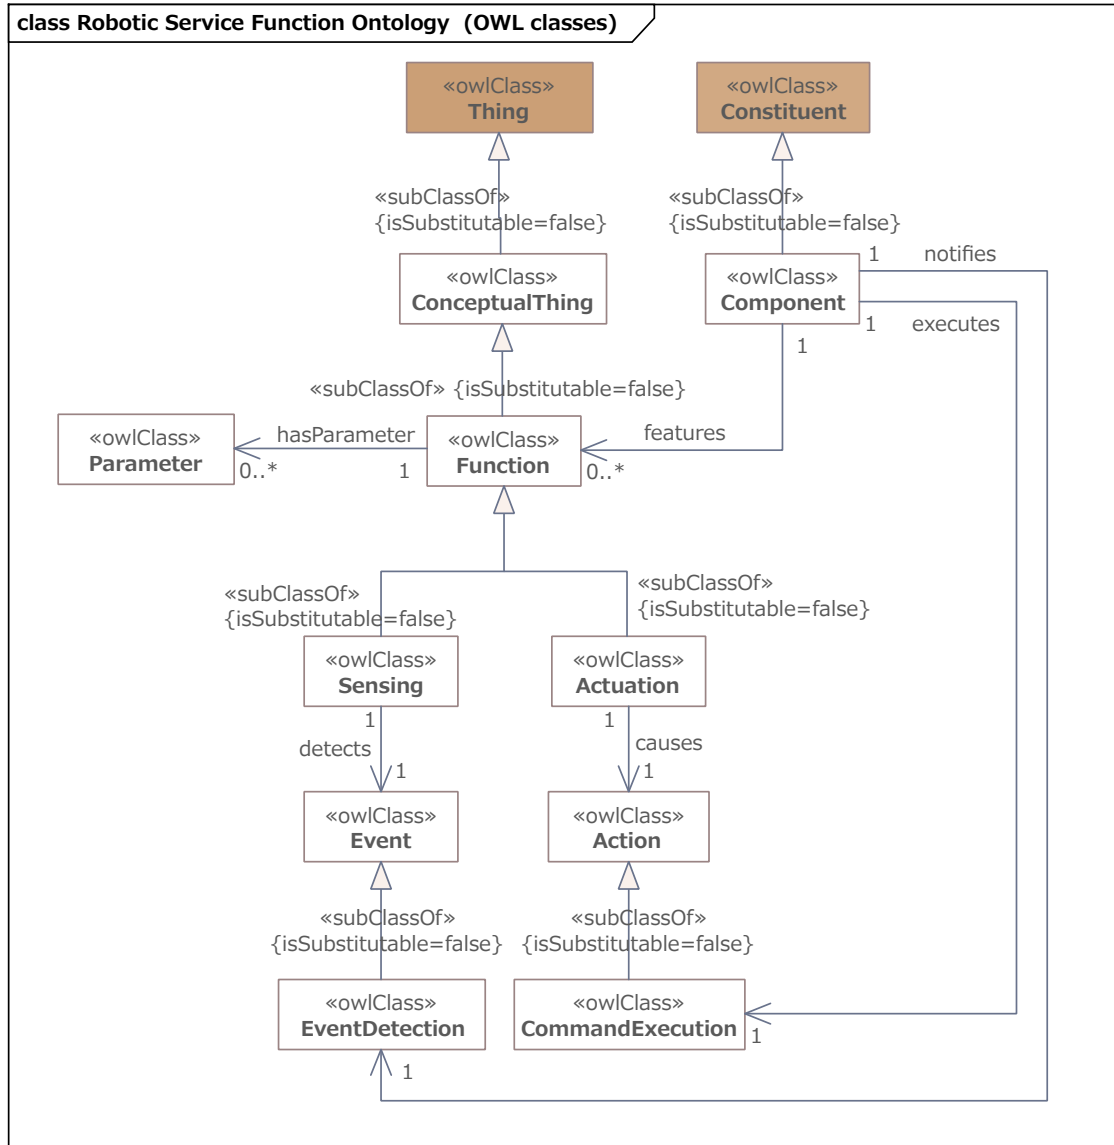 class Robotic Service Function Ontology (OWL classes)
«owlClass»
Thing
«owlClass»
Constituent
«subClassOf»
{isSubstitutable=false}
«subClassOf»
{isSubstitutable=false}
«owlClass»
ConceptualThing
«owlClass»
Component
1 notifies
1
executes
1
«subClassOf» {isSubstitutable=false}
«owlClass»
Parameter
hasParameter
0..*
1
«owlClass»
Function
features
0..*
«subClassOf»
{isSubstitutable=false}
«subClassOf»
{isSubstitutable=false}
«owlClass»
Sensing
«owlClass»
Actuation
1
detects
1
1
causes
1
«owlClass»
Event
«owlClass»
Action
«subClassOf»
{isSubstitutable=false}
«subClassOf»
{isSubstitutable=false}
«owlClass»
EventDetection
«owlClass»
CommandExecution
1
1